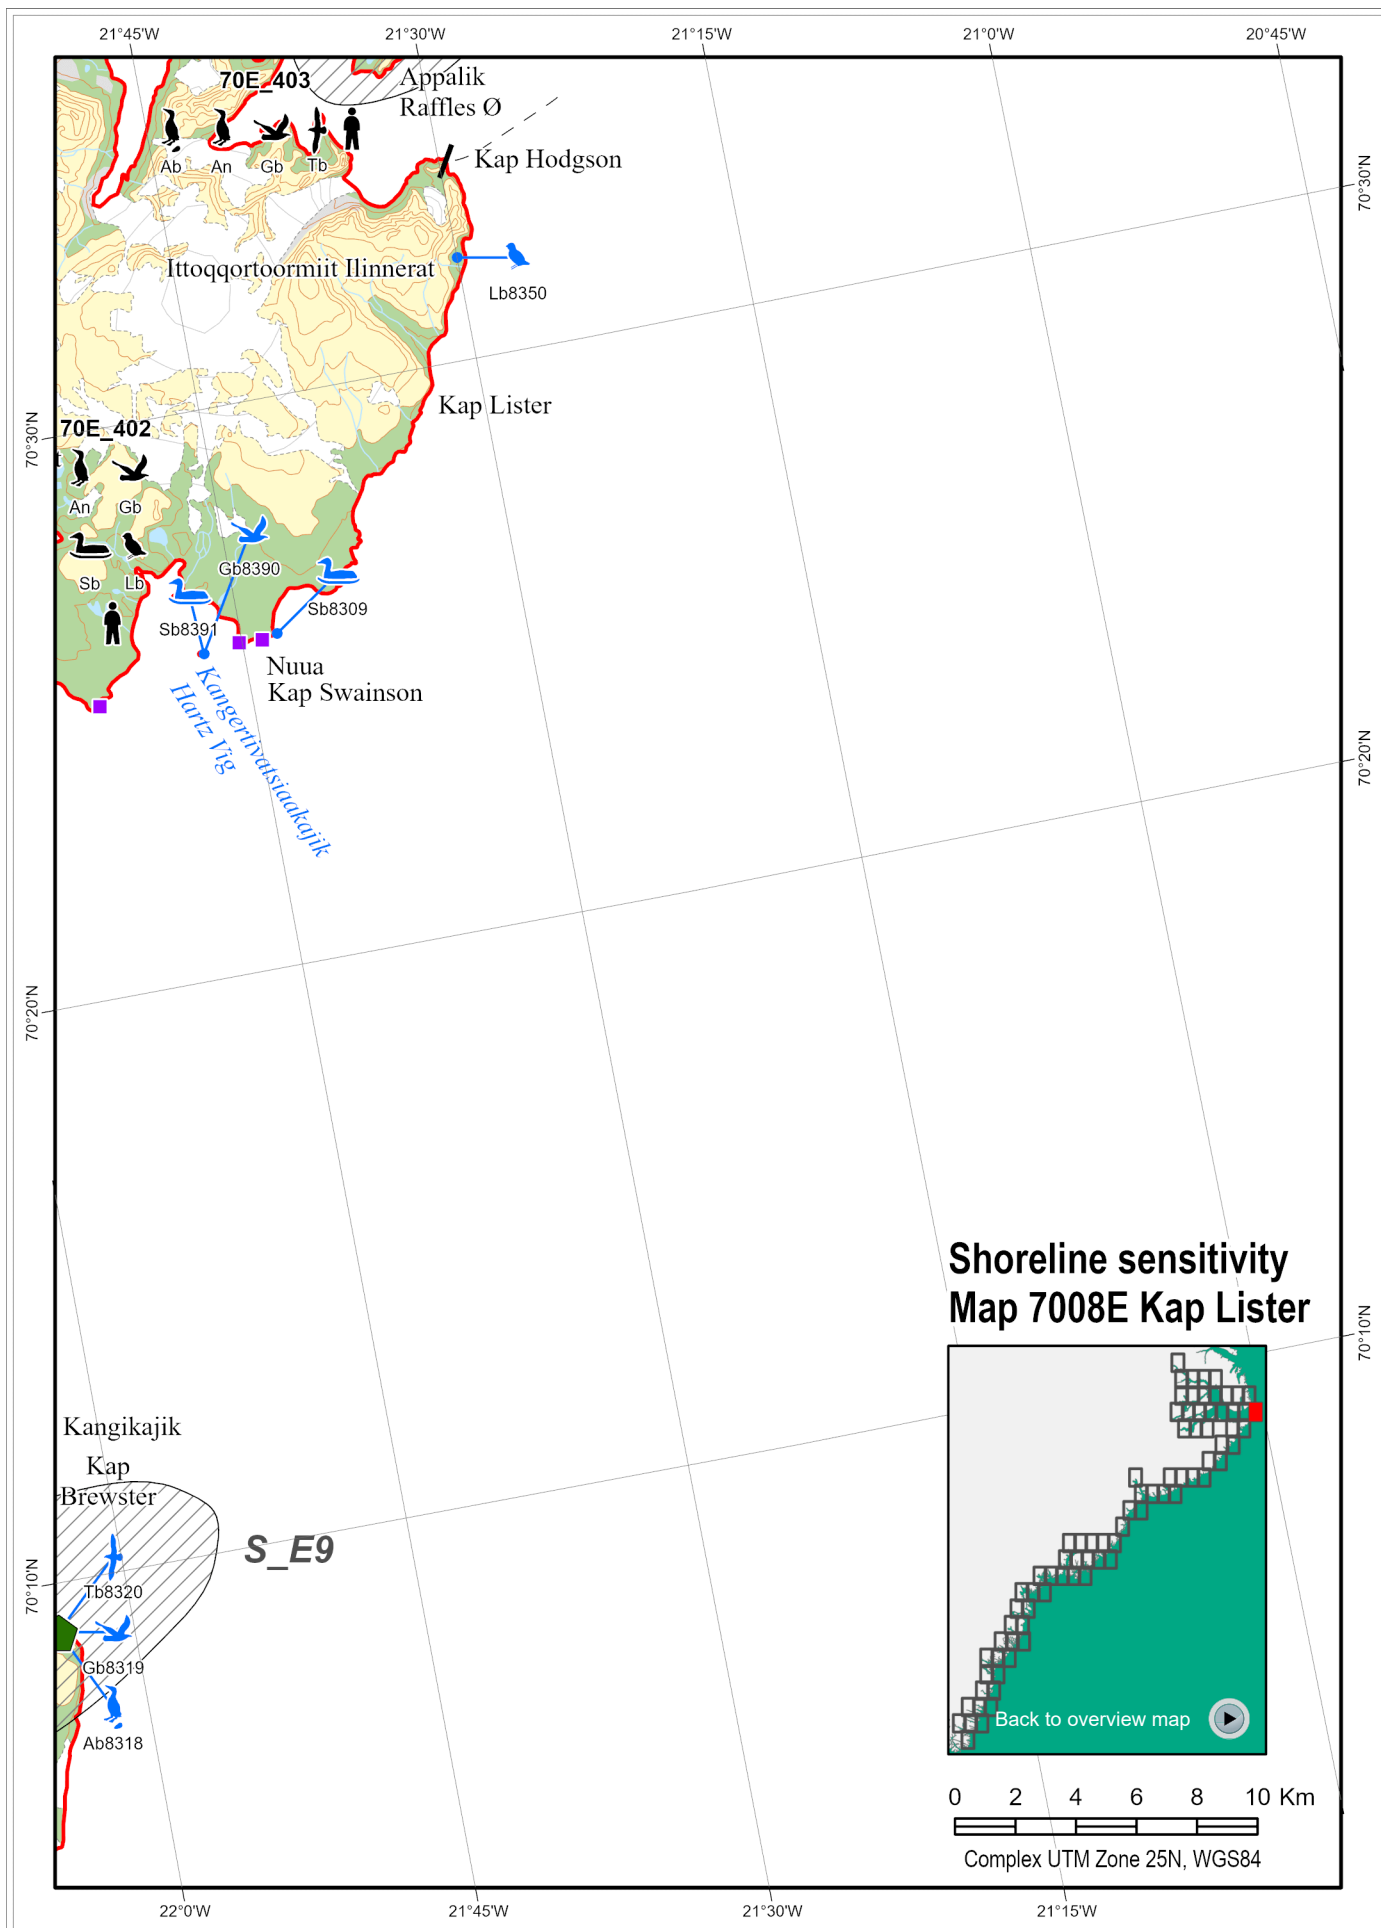 21°45'W
21°30'W
21°15'W
21°0'W
20°45'W
70E_403
Appalik
Raffles Ø
Ab
An
Gb
Tb
Kap Hodgson
70°30'N
Ittoqqortoormiit Ilinnerat
Lb8350
Kap Lister
70°30'N
70E_402
t
An
Gb
Sb
Lb
Gb8390
Sb8309
Sb8391
Nuua
Kap Swainson
Kangertivatsiaakajik
Hartz Vig
70°20'N
70°20'N
Shoreline sensitivity
Map 7008E Kap Lister
70°10'N
Kangikajik
Kap
Brewster
S_E9
70°10'N
Tb8320
Gb8319
Ab8318
Back to overview map
0 2 4 6 8 10 Km
Complex UTM Zone 25N, WGS84
22°0'W
21°45'W
21°30'W
21°15'W